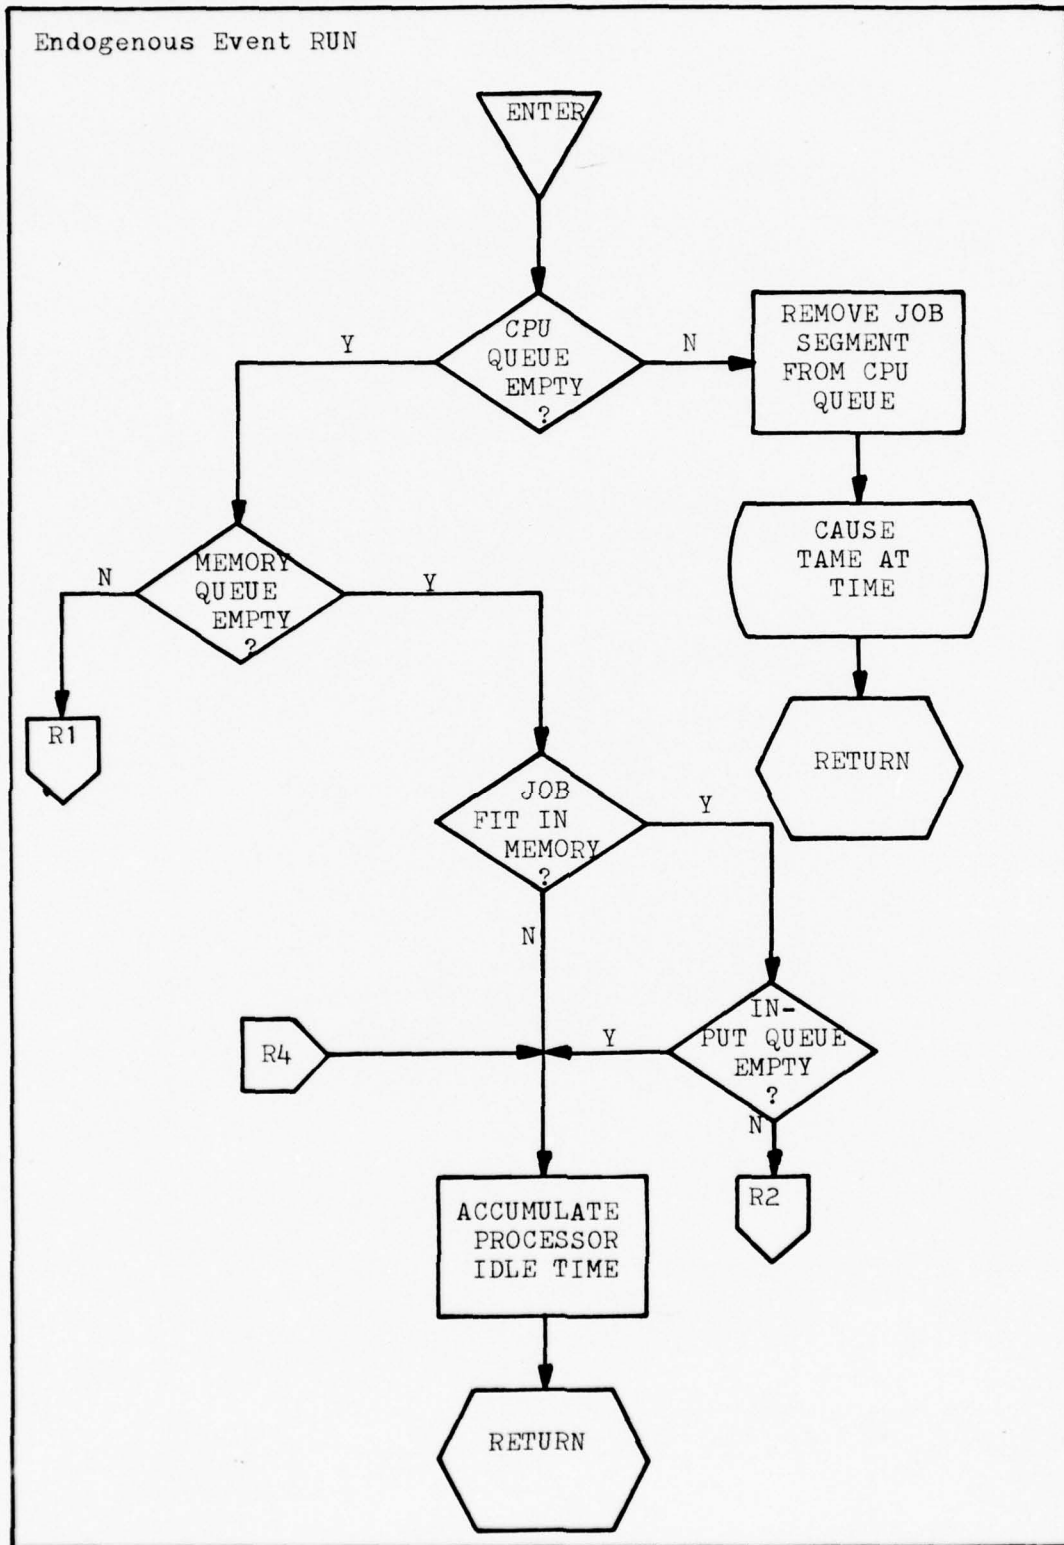 Endogenous Event RUN
ENTER
CPU
QUEUE
EMPTY
?
Y
N
REMOVE JOB
SEGMENT
FROM CPU
QUEUE
CAUSE
TAME AT
TIME
RETURN
MEMORY
QUEUE
EMPTY
?
N
Y
R1
JOB
FIT IN
MEMORY
?
Y
N
IN-
PUT QUEUE
EMPTY
?
Y
N
R4
R2
ACCUMULATE
PROCESSOR
IDLE TIME
RETURN